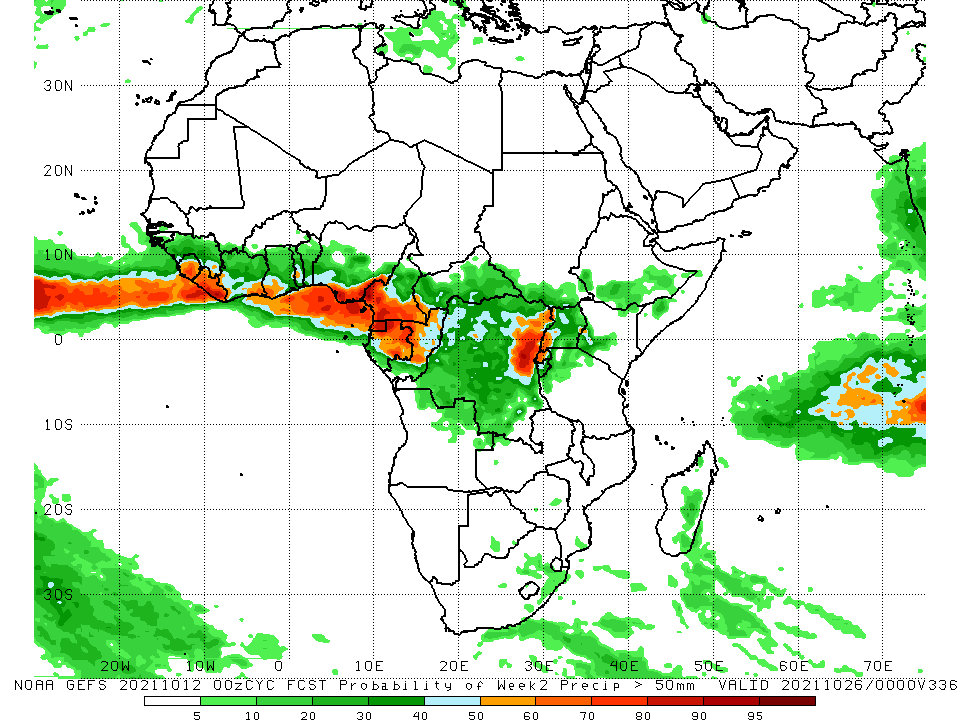 30N
20N
10N
0
10S
20S
30S
20W 10W 0 10E 20E 30E 40E 50E 60E 70E
NOAA GEFS 20211012 00zCYC FCST Probability of Week2 Precip > 50mm VALID 20211026/0000V336
5 10 20 30 40 50 60 70 80 90 95